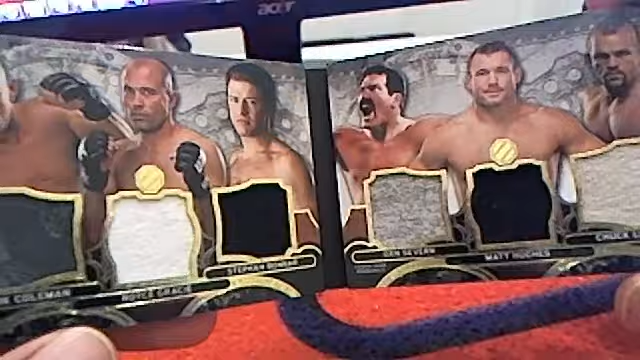 acer
COLEMAN
ROYCE GRACIE
STEPHAN BONNAR
DAN SEVERN
MATT HUGHES
CHUCK